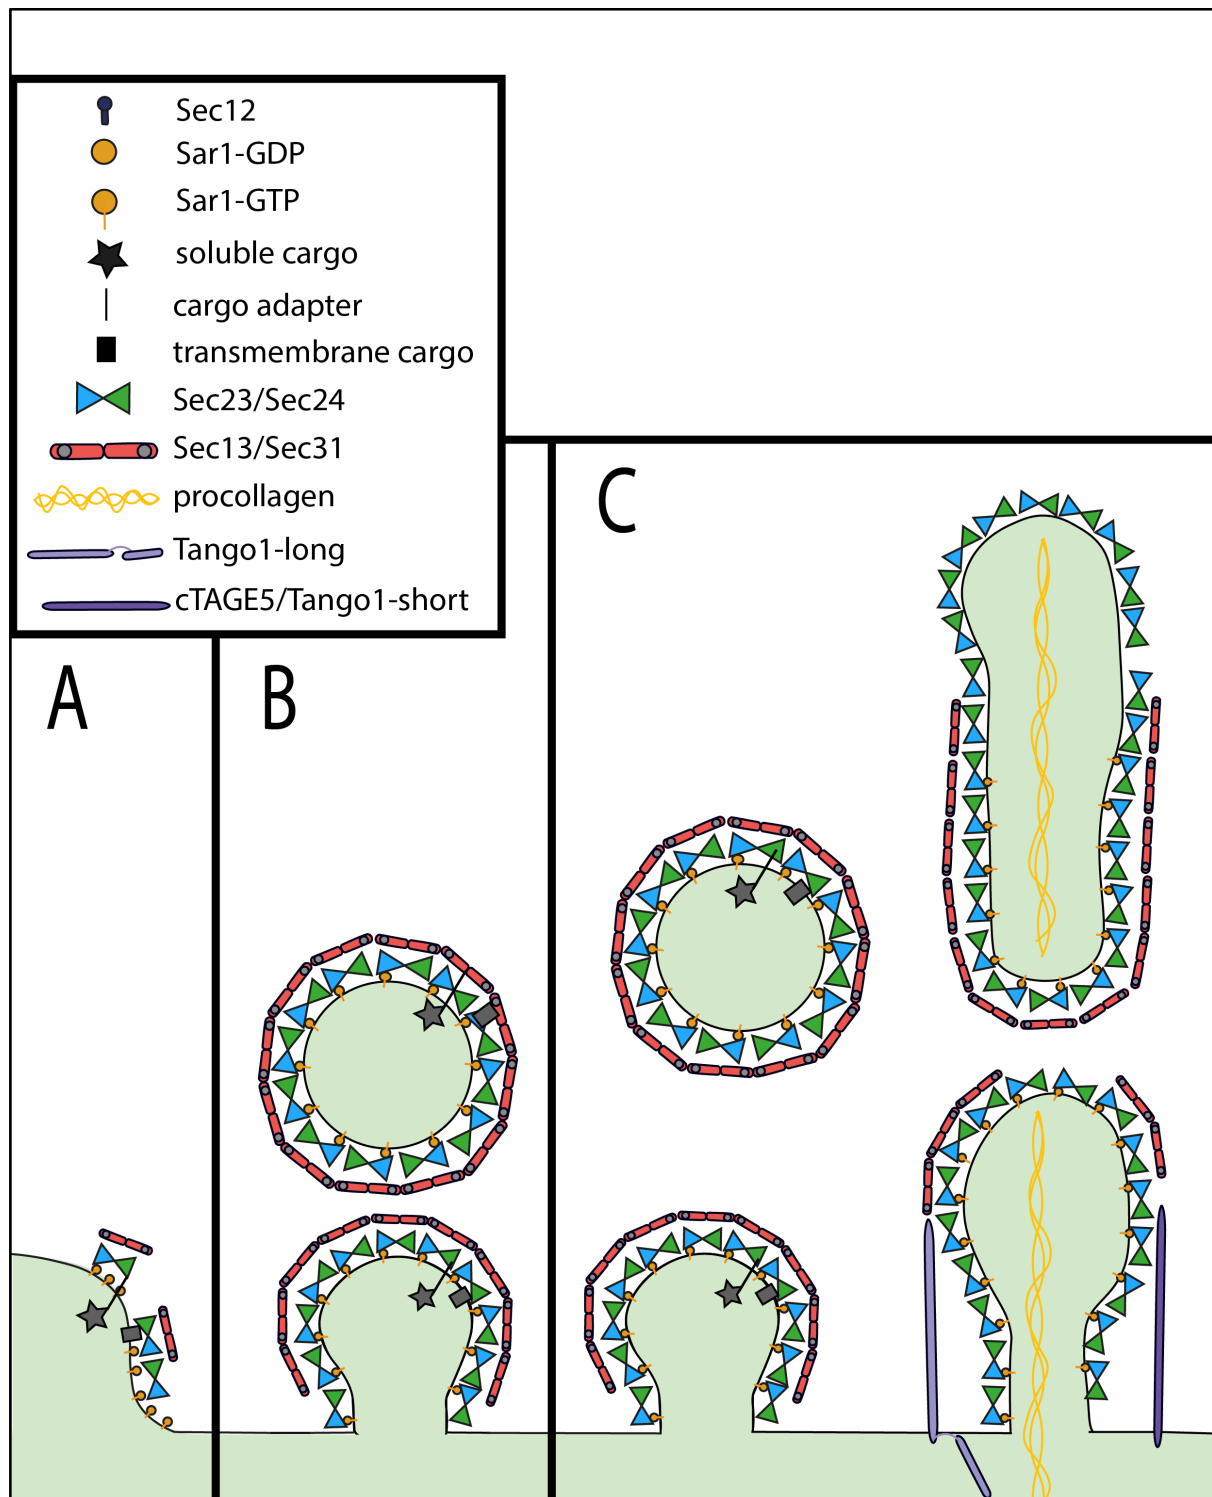 Sec12
Sar1-GDP
Sar1-GTP
soluble cargo
cargo adapter
transmembrane cargo
Sec23/Sec24
Sec13/Sec31
procollagen
Tango1-long
cTAGE5/Tango1-short
A
B
C